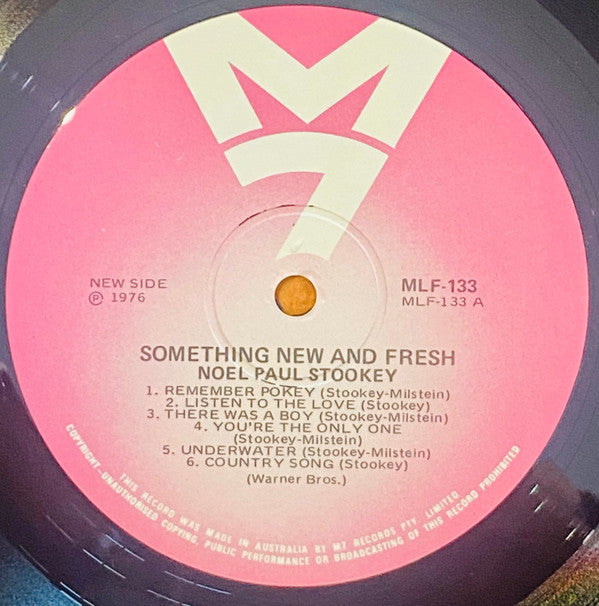 M
7
NEW SIDE
℗ 1976
MLF-133
MLF-133 A
SOMETHING NEW AND FRESH
NOEL PAUL STOOKEY
1. REMEMBER POKEY (Stookey-Milstein)
2. LISTEN TO THE LOVE (Stookey)
3. THERE WAS A BOY (Stookey-Milstein)
4. YOU'RE THE ONLY ONE
(Stookey-Milstein)
5. UNDERWATER (Stookey-Milstein)
6. COUNTRY SONG (Stookey)
(Warner Bros.)
THIS RECORD WAS MADE IN AUSTRALIA BY M7 RECORDS PTY. LIMITED
COPYRIGHT—UNAUTHORISED COPYING, PUBLIC PERFORMANCE OR BROADCASTING OF THIS RECORD PROHIBITED